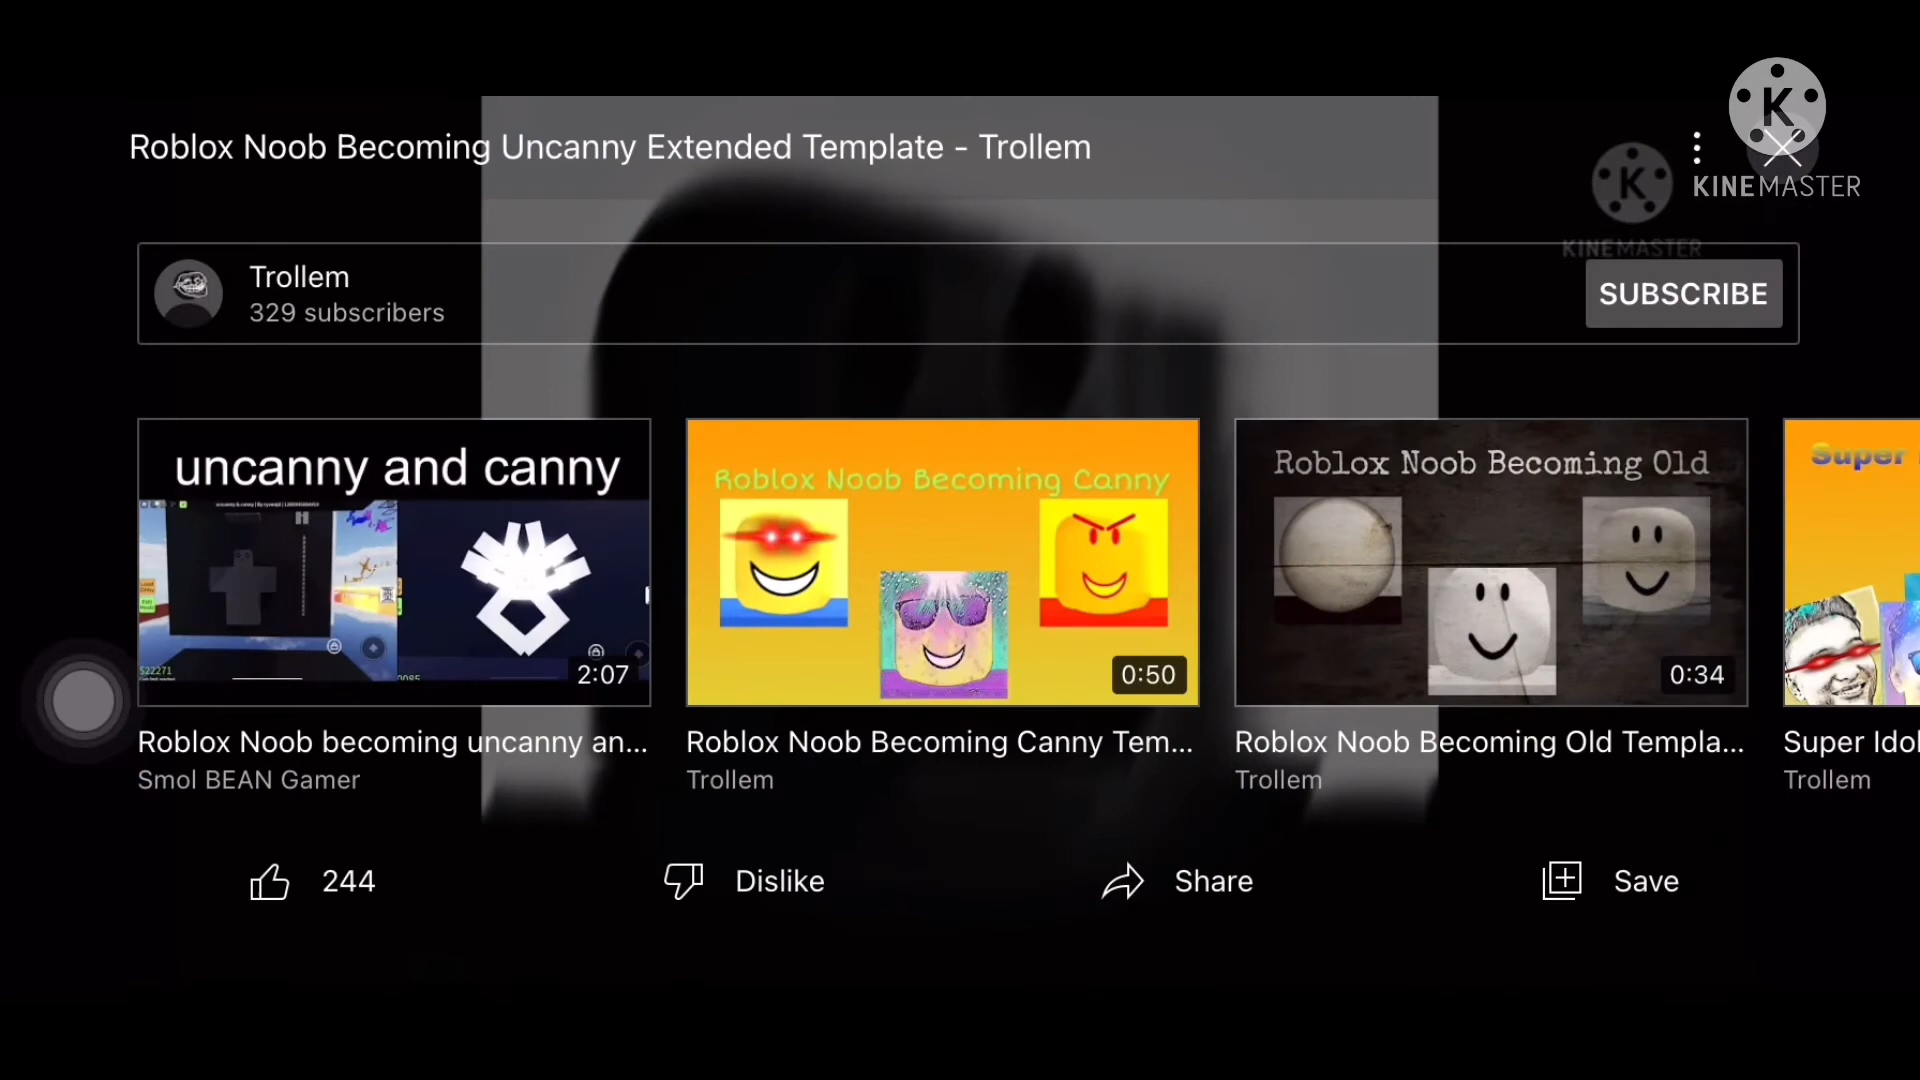 Roblox Noob Becoming Uncanny Extended Template - Trollem
K
KINEMASTER
K
KINEMASTER
Trollem
329 subscribers
SUBSCRIBE
uncanny and canny
2:07
Roblox Noob Becoming Canny
0:50
Roblox Noob Becoming Old
0:34
Super
Roblox Noob becoming uncanny an...
Smol BEAN Gamer
Roblox Noob Becoming Canny Tem...
Trollem
Roblox Noob Becoming Old Templa...
Trollem
Super Idol
Trollem
244
Dislike
Share
Save